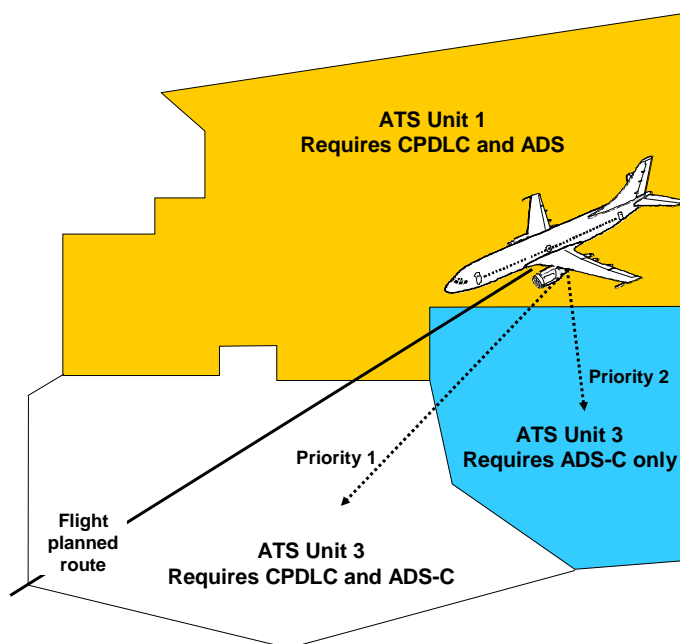 ATS Unit 1
Requires CPDLC and ADS
Priority 2
ATS Unit 3
Requires ADS-C only
Priority 1
Flight
planned
route
ATS Unit 3
Requires CPDLC and ADS-C